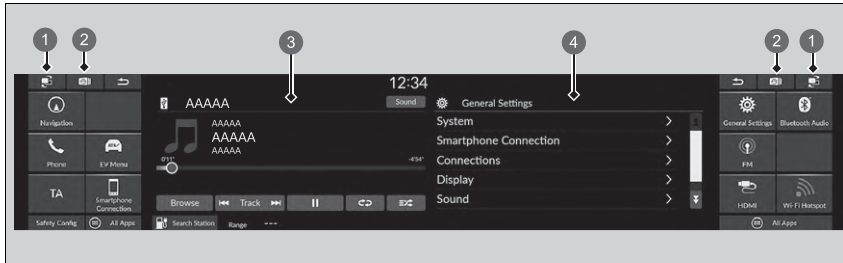 1
2
3
4
2
1
12:34
AAAAA
Sound
General Settings
Navigation
AAAAA
AAAAA
AAAAA
System
Smartphone Connection
Connections
Display
Sound
General Settings
Bluetooth Audio
Phone
EV Menu
0'11"
-4'54"
FM
TA
Smartphone
Connection
Browse
Track
HDMI
Wi-Fi Hotspot
Safety Config
All Apps
Search Station
Range
---
All Apps